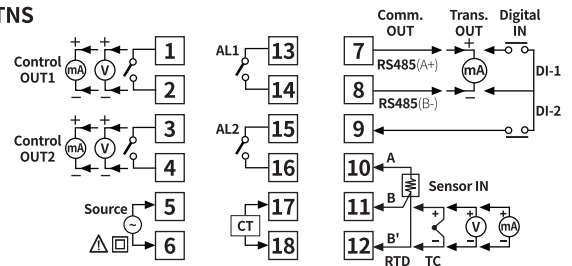 TNS
Comm. OUT
Trans. OUT
Digital IN
Control OUT1
mA
V
+
+
−
−
1
2
AL1
13
14
7
8
RS485(A+)
RS485(B-)
+
mA
−
DI-1
DI-2
Control OUT2
mA
V
+
+
−
−
3
4
AL2
15
16
9
10
A
Source
~
5
6
CT
17
18
11
B
12
B'
RTD
TC
Sensor IN
+
−
+
V
−
+
mA
−